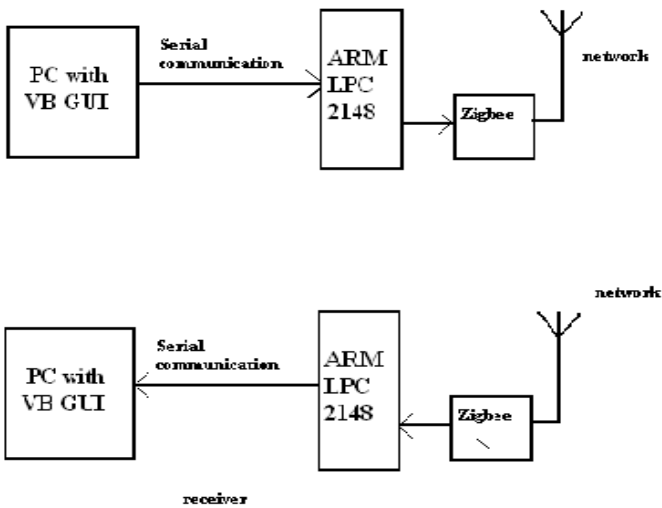 PC with
VB GUI
Serial
communication
ARM
LPC
2148
Zigbee
network
PC with
VB GUI
Serial
communication
ARM
LPC
2148
Zigbee
network
receiver